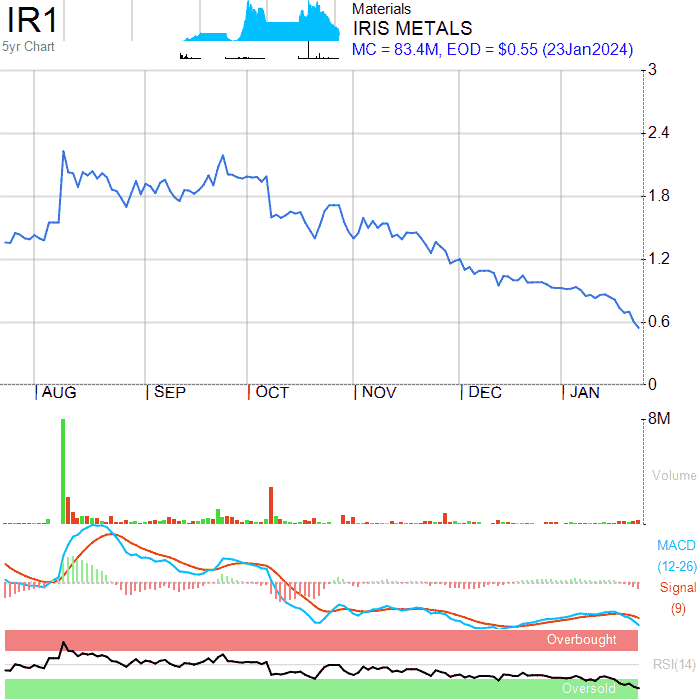 IR1
5yr Chart
Materials
IRIS METALS
MC = 83.4M, EOD = $0.55 (23Jan2024)
3
2.4
1.8
1.2
0.6
0
AUG SEP OCT NOV DEC JAN
8M
Volume
MACD
(12-26)
Signal
(9)
Overbought
RSI(14)
Oversold